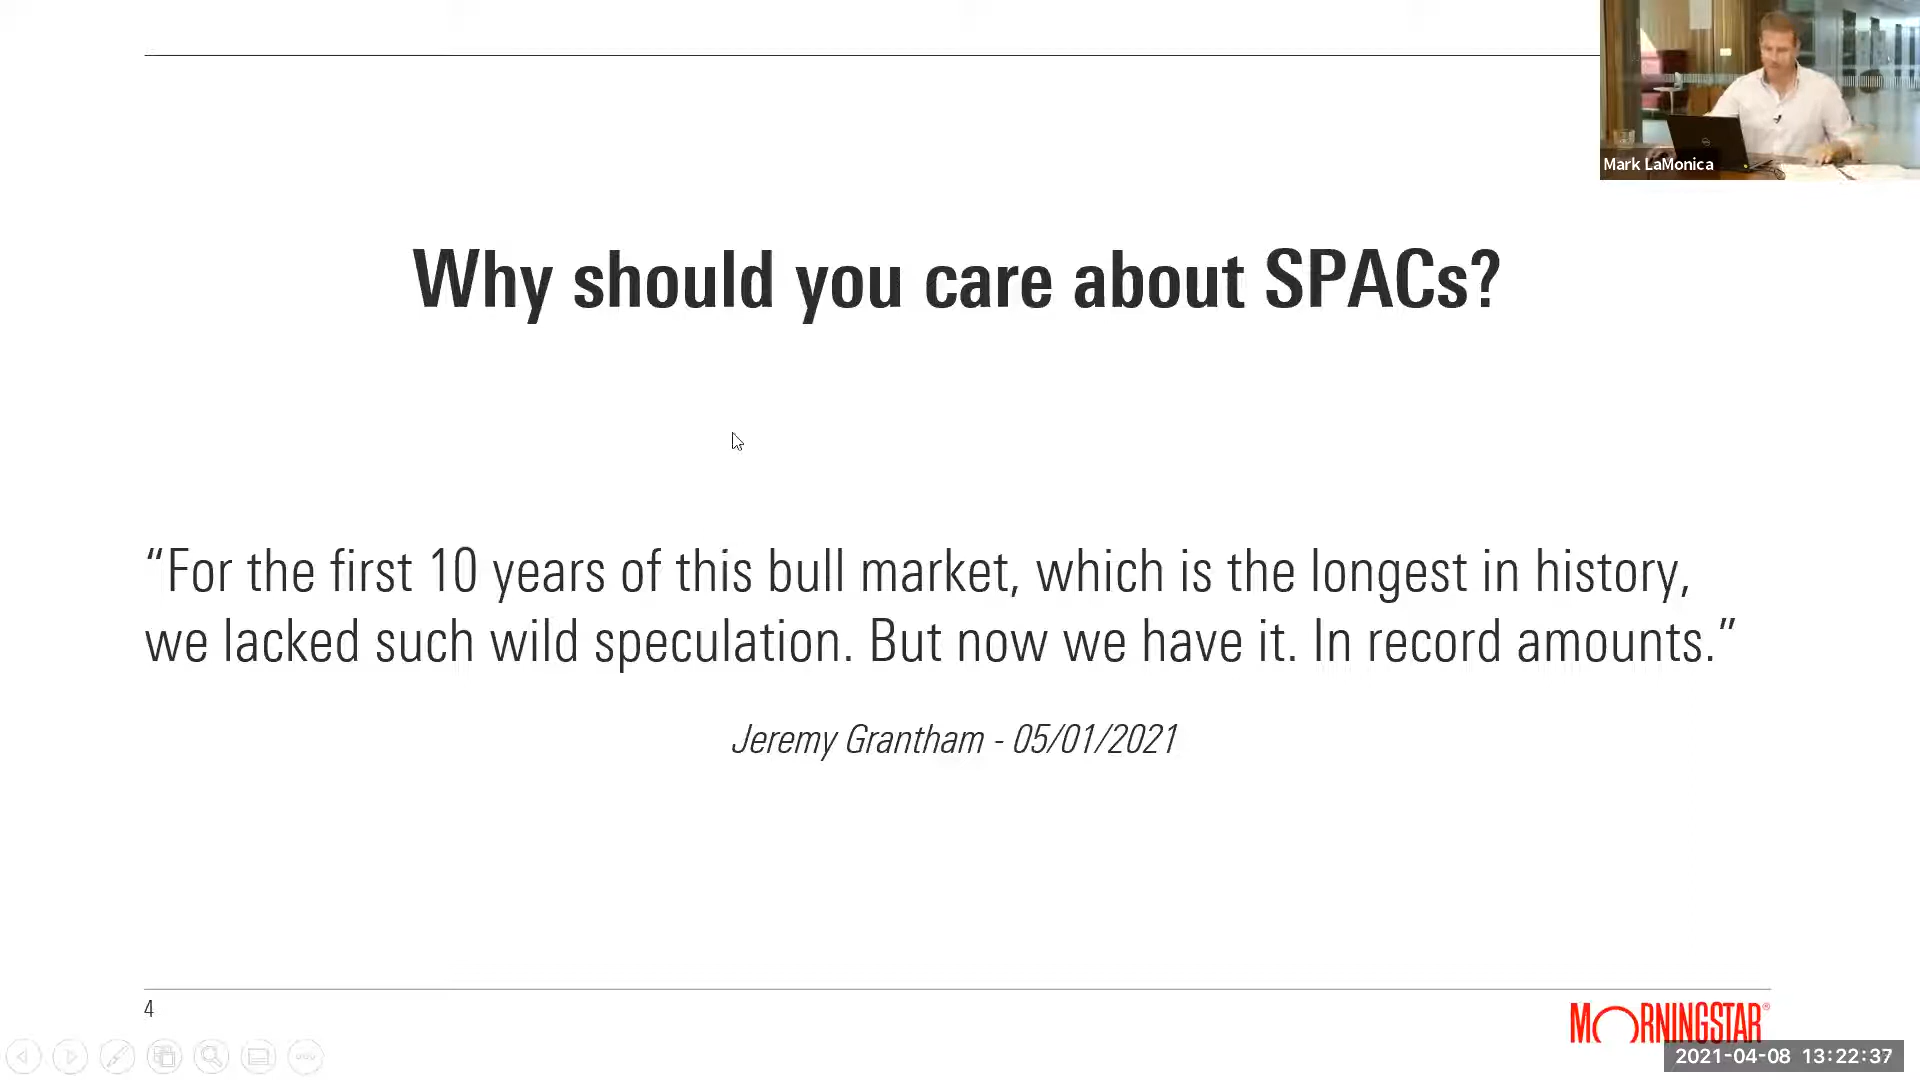 Mark LaMonica
Why should you care about SPACs?
“For the first 10 years of this bull market, which is the longest in history,
we lacked such wild speculation. But now we have it. In record amounts.”
Jeremy Grantham - 05/01/2021
4
MORNINGSTAR®
2021-04-08 13:22:37